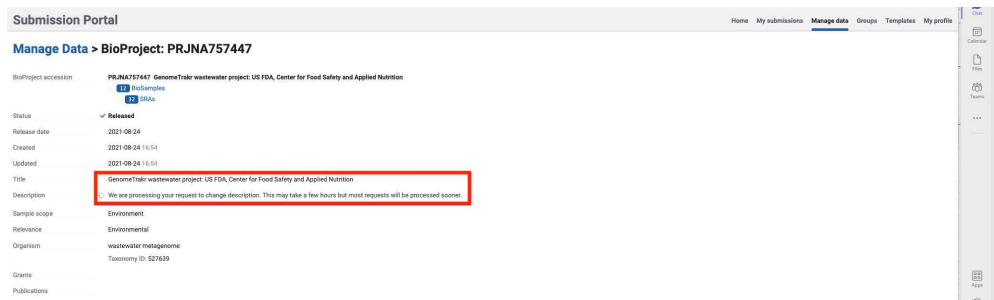 Submission Portal
Home My submissions Manage data Groups Templates My profile
Manage Data > BioProject: PRJNA757447
BioProject accession PRJNA757447 GenomeTrakr wastewater project: US FDA, Center for Food Safety and Applied Nutrition
12 BioSamples
32 SRAs
Status Released
Release date 2021-08-24
Created 2021-08-24 16:54
Updated 2021-08-24 16:54
Title GenomeTrakr wastewater project: US FDA, Center for Food Safety and Applied Nutrition
Description We are processing your request to change description. This may take a few hours but most requests will be processed sooner.
Sample scope Environment
Relevance Environmental
Organism wastewater metagenome
Taxonomy ID: 527639
Grants
Publications
Chat
Calendar
Files
Teams
Apps